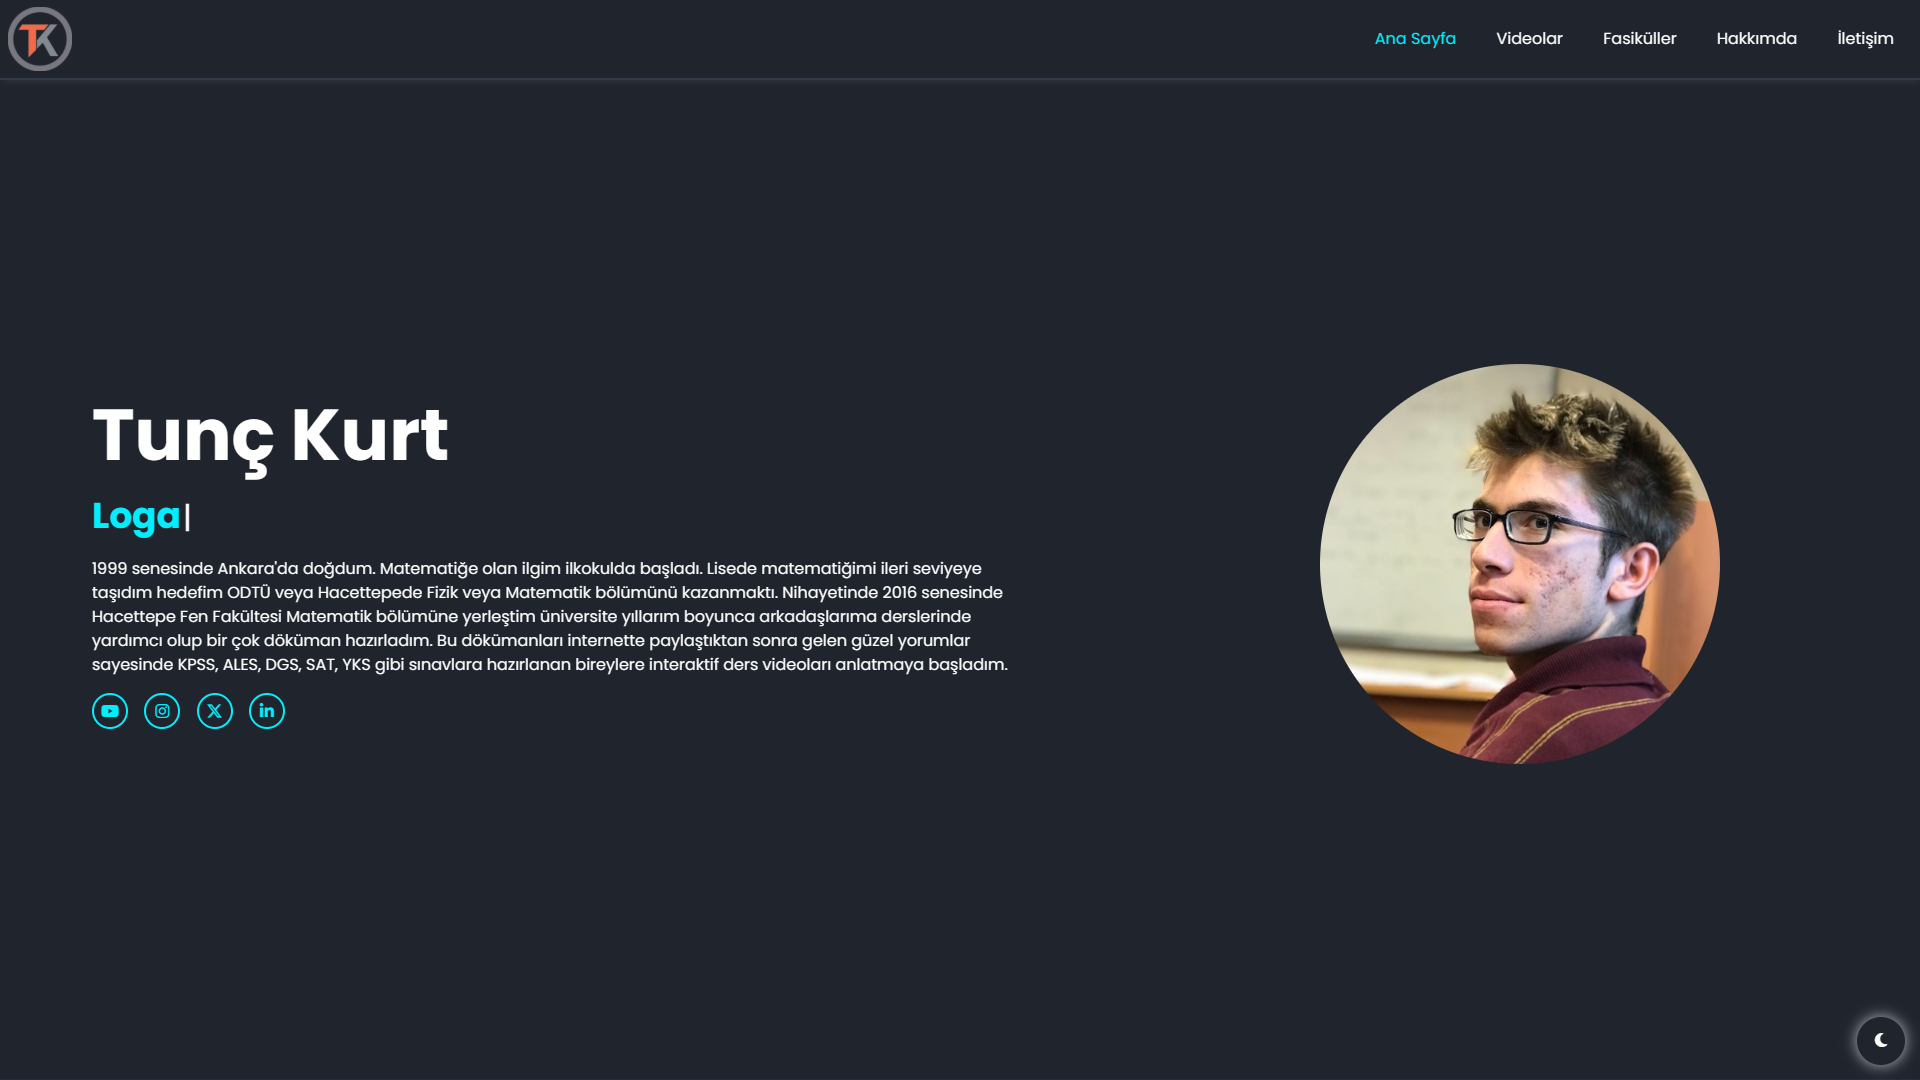 TK
Ana Sayfa Videolar Fasiküller Hakkımda İletişim
Tunç Kurt
Loga|
1999 senesinde Ankara'da doğdum. Matematiğe olan ilgim ilkokulda başladı. Lisede matematiğimi ileri seviyeye
taşıdım hedefim ODTÜ veya Hacettepede Fizik veya Matematik bölümünü kazanmaktı. Nihayetinde 2016 senesinde
Hacettepe Fen Fakültesi Matematik bölümüne yerleştim üniversite yıllarım boyunca arkadaşlarıma derslerinde
yardımcı olup bir çok döküman hazırladım. Bu dökümanları internette paylaştıktan sonra gelen güzel yorumlar
sayesinde KPSS, ALES, DGS, SAT, YKS gibi sınavlara hazırlanan bireylere interaktif ders videoları anlatmaya başladım.